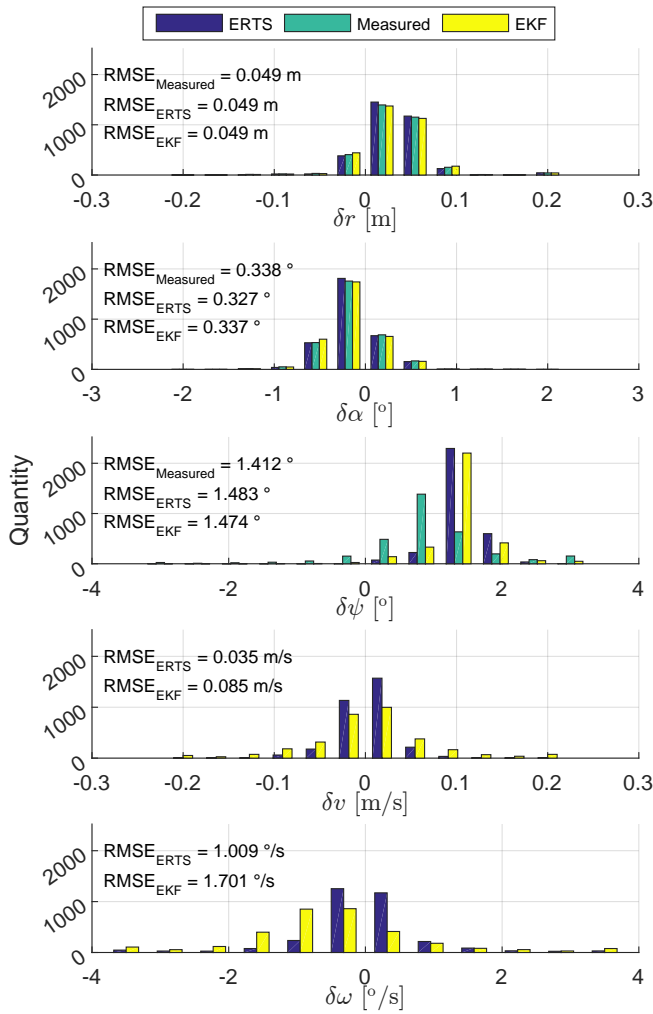 ERTS Measured EKF
2000
1000
0
RMSE_Measured = 0.049 m
RMSE_ERTS = 0.049 m
RMSE_EKF = 0.049 m
-0.3 -0.2 -0.1 0 0.1 0.2 0.3
δr [m]
2000
1000
0
RMSE_Measured = 0.338 °
RMSE_ERTS = 0.327 °
RMSE_EKF = 0.337 °
-3 -2 -1 0 1 2 3
δα [°]
Quantity
2000
1000
0
RMSE_Measured = 1.412 °
RMSE_ERTS = 1.483 °
RMSE_EKF = 1.474 °
-4 -2 0 2 4
δψ [°]
2000
1000
0
RMSE_ERTS = 0.035 m/s
RMSE_EKF = 0.085 m/s
-0.3 -0.2 -0.1 0 0.1 0.2 0.3
δv [m/s]
2000
1000
0
RMSE_ERTS = 1.009 °/s
RMSE_EKF = 1.701 °/s
-4 -2 0 2 4
δω [°/s]